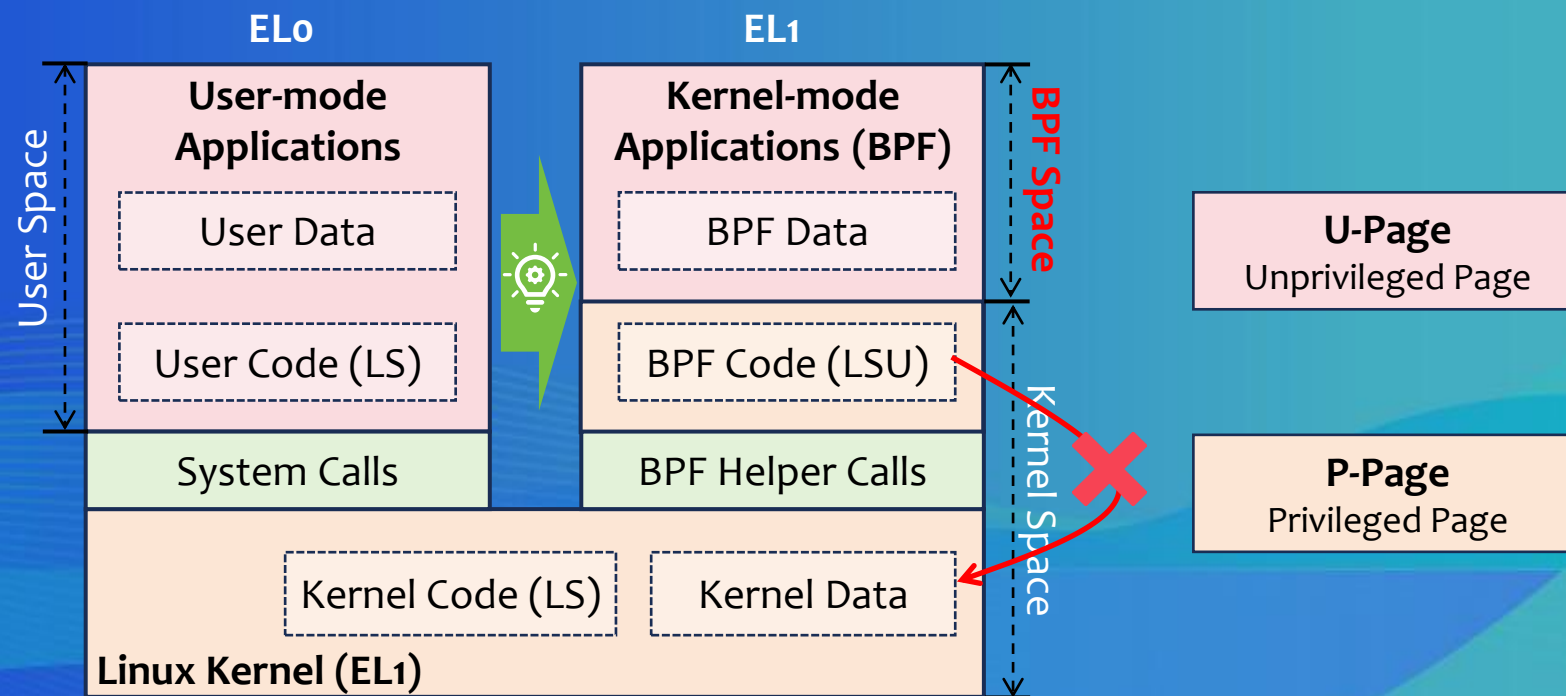 EL0
EL1
User Space
User-mode
Applications
User Data
User Code (LS)
System Calls
Kernel-mode
Applications (BPF)
BPF Data
BPF Code (LSU)
BPF Helper Calls
BPF Space
Kernel Space
Kernel Code (LS)
Kernel Data
Linux Kernel (EL1)
U-Page
Unprivileged Page
P-Page
Privileged Page